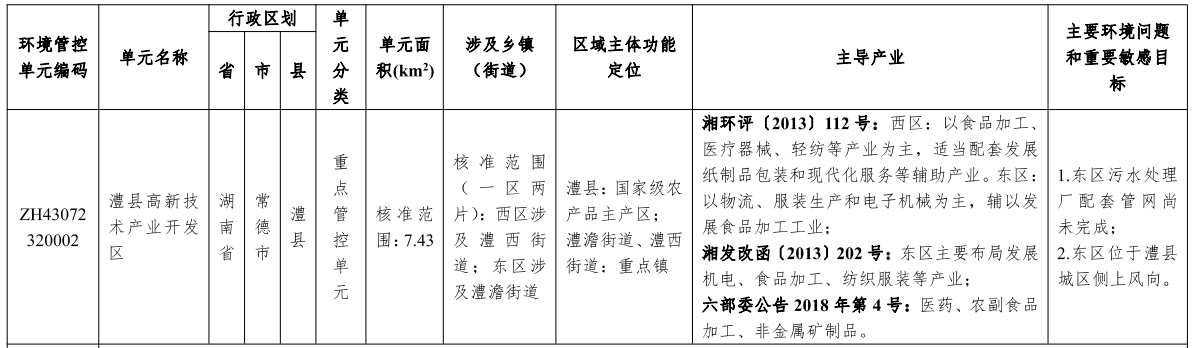 环境管控
单元编码
单元名称
行政区划
省
市
县
单
元
分
类
单元面
积(km²)
涉及乡镇
（街道）
区域主体功能
定位
主导产业
主要环境问题
和重要敏感目
标
ZH43072
320002
澧县高新技
术产业开发
区
湖
南
省
常
德
市
澧
县
重
点
管
控
单
元
核准范
围：7.43
核准范围
（一区两
片）：西区涉
及澧西街
道；东区涉
及澧澹街道
澧县：国家级农
产品主产区；
澧澹街道、澧西
街道：重点镇
湘环评〔2013〕112号：西区：以食品加工、
医疗器械、轻纺等产业为主，适当配套发展
纸制品包装和现代化服务等辅助产业。东区：
以物流、服装生产和电子机械为主，辅以发
展食品加工工业；
湘发改函〔2013〕202号：东区主要布局发展
机电、食品加工、纺织服装等产业；
六部委公告2018年第4号：医药、农副食品
加工、非金属矿制品。
1.东区污水处理
厂配套管网尚
未完成；
2.东区位于澧县
城区侧上风向。